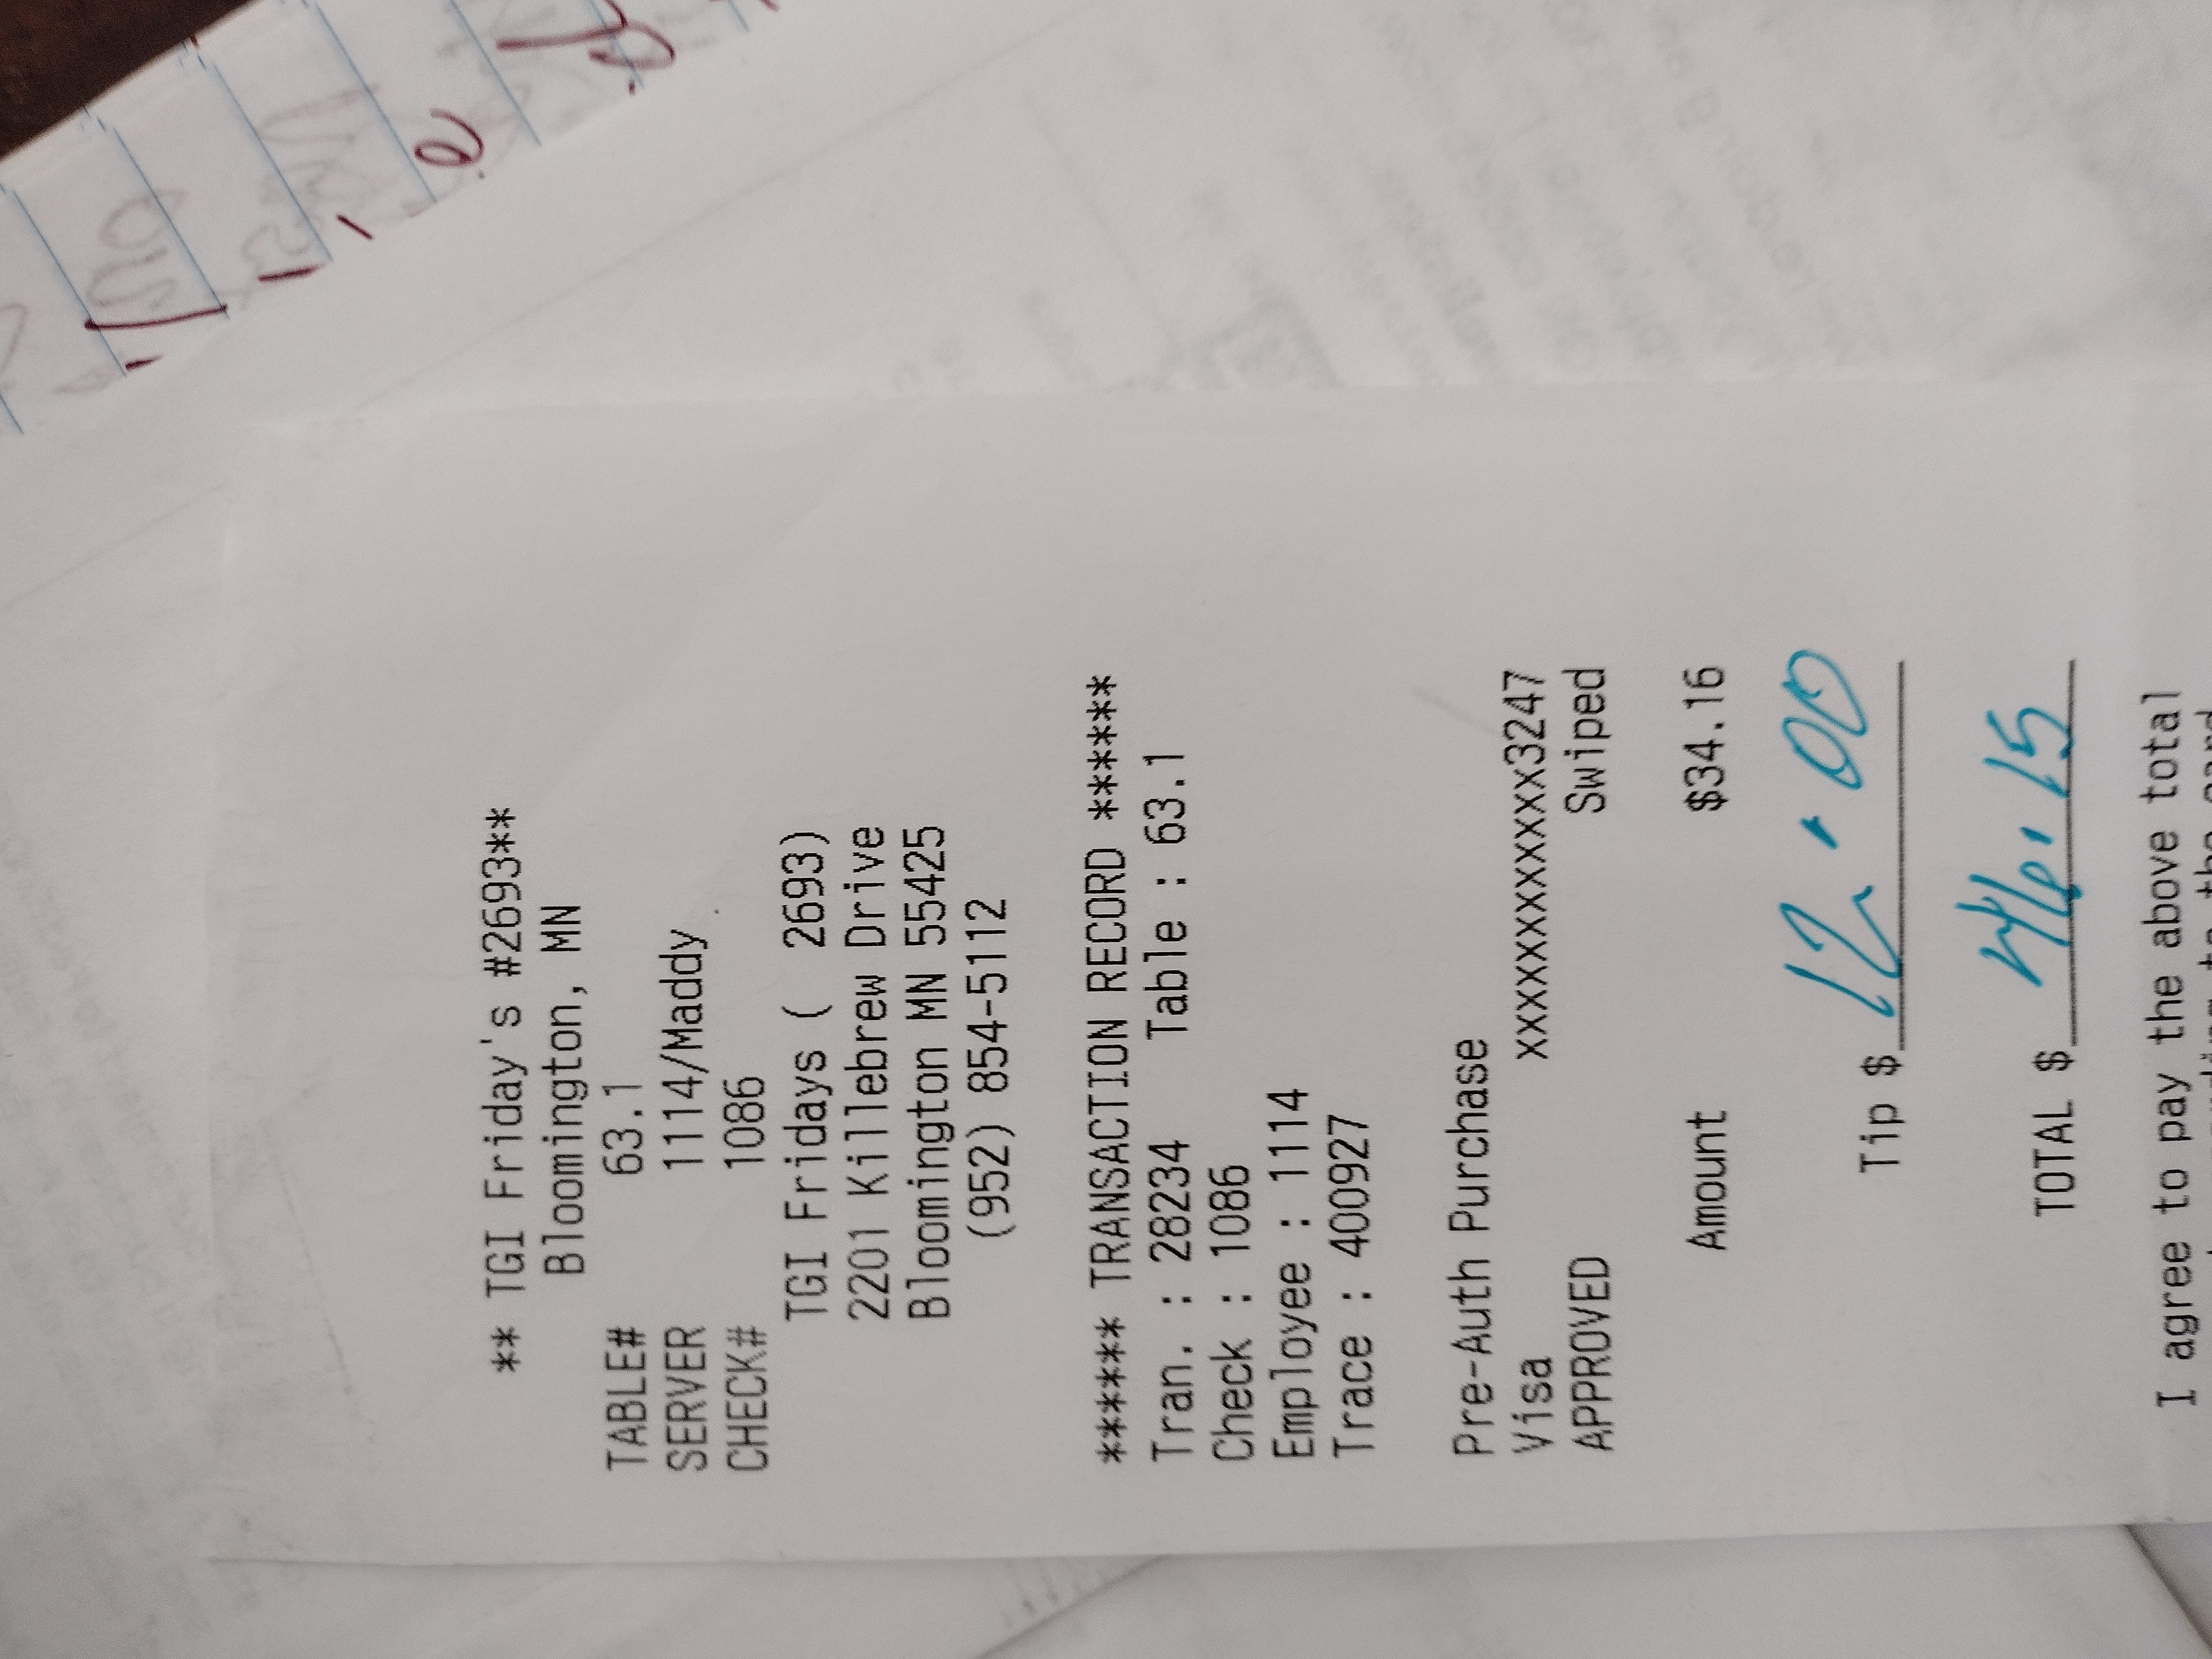 ** TGI Friday's #2693**
Bloomington, MN
TABLE# 63.1
SERVER 1114/Maddy
CHECK# 1086
TGI Fridays ( 2693)
2201 Killebrew Drive
Bloomington MN 55425
(952) 854-5112
***** TRANSACTION RECORD ******
Tran. : 28234 Table : 63.1
Check : 1086
Employee : 1114
Trace : 400927
Pre-Auth Purchase
Visa XXXXXXXXXXXX3247
APPROVED Swiped
Amount $34.16
Tip $ 12.00
TOTAL $ 46.15
I agree to pay the above total